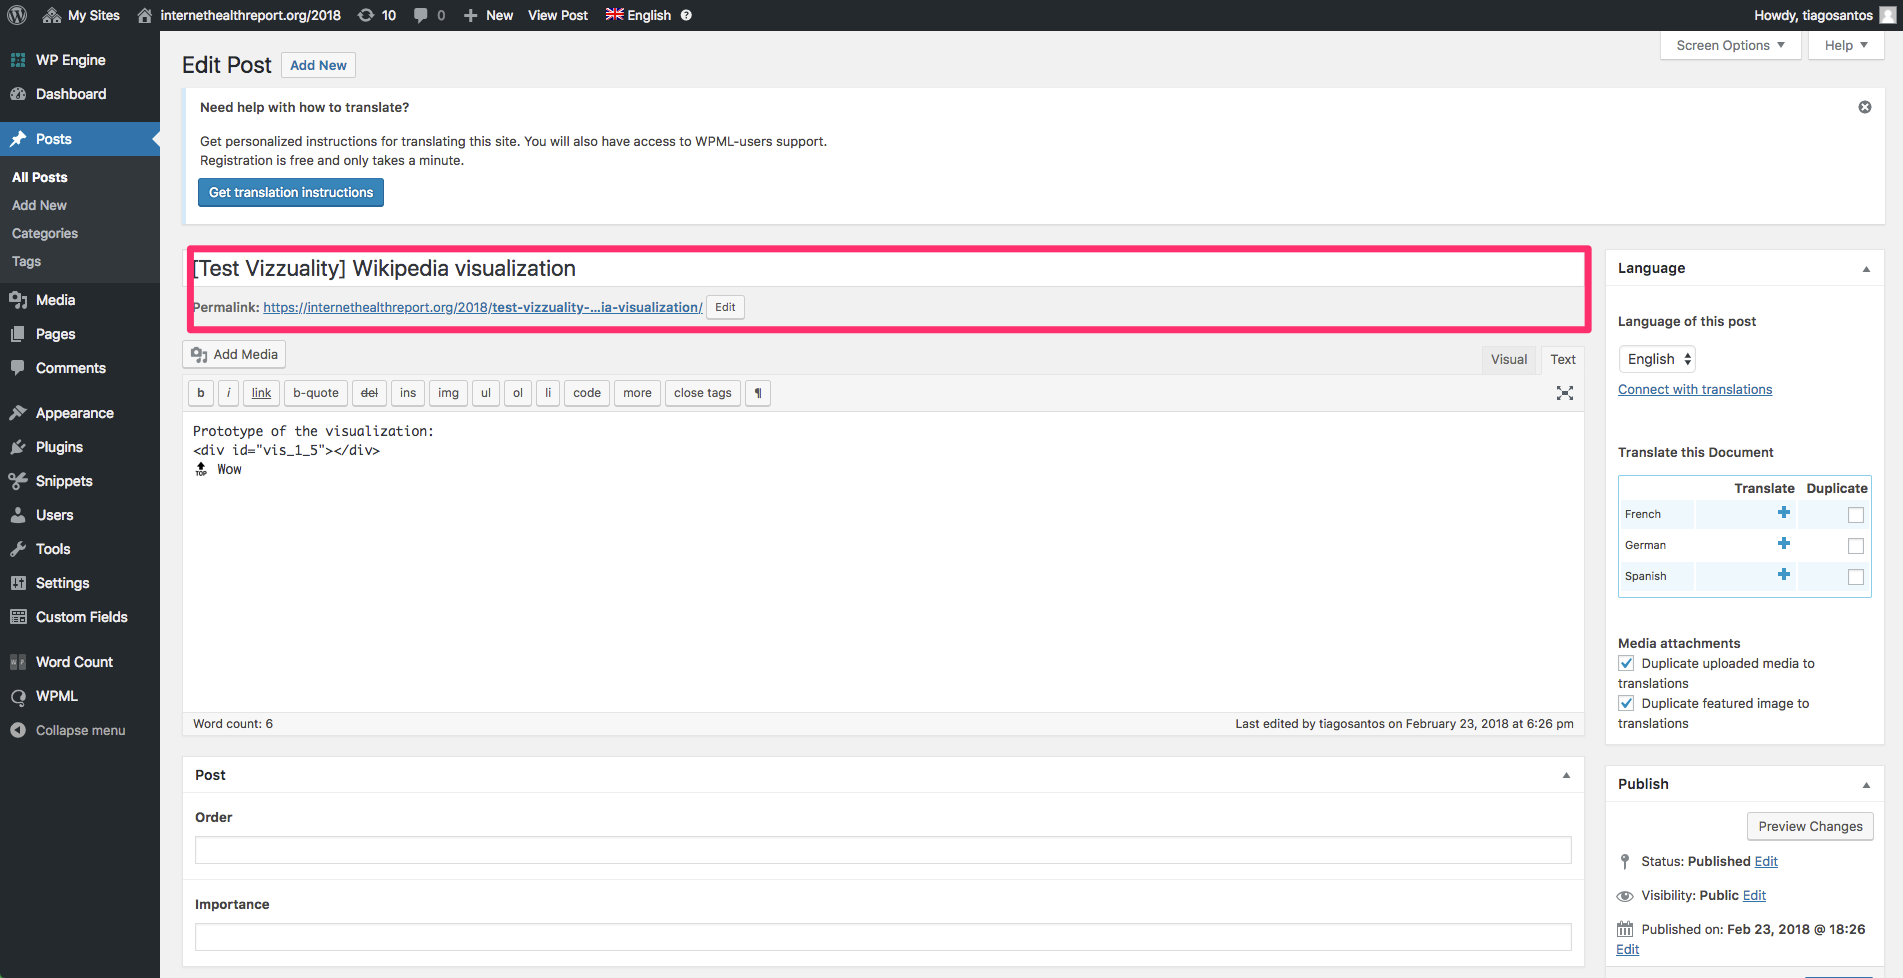 My Sites
internethealthreport.org/2018
10
0
New
View Post
English
Howdy, tiagosantos
WP Engine
Dashboard
Posts
All Posts
Add New
Categories
Tags
Media
Pages
Comments
Appearance
Plugins
Snippets
Users
Tools
Settings
Custom Fields
Word Count
WPML
Collapse menu
Screen Options
Help
Edit Post
Add New
Need help with how to translate?
Get personalized instructions for translating this site. You will also have access to WPML-users support.
Registration is free and only takes a minute.
Get translation instructions
[Test Vizzuality] Wikipedia visualization
Permalink: https://internethealthreport.org/2018/test-vizzuality-...ia-visualization/ Edit
Add Media
Visual Text
b i link b-quote del ins img ul ol li code more close tags ¶
Prototype of the visualization:
<div id="vis_1_5"></div>
🔝 Wow
Word count: 6
Last edited by tiagosantos on February 23, 2018 at 6:26 pm
Post
Order
Importance
Language
Language of this post
English
Connect with translations
Translate this Document
Translate Duplicate
French
German
Spanish
Media attachments
Duplicate uploaded media to
translations
Duplicate featured image to
translations
Publish
Preview Changes
Status: Published Edit
Visibility: Public Edit
Published on: Feb 23, 2018 @ 18:26
Edit